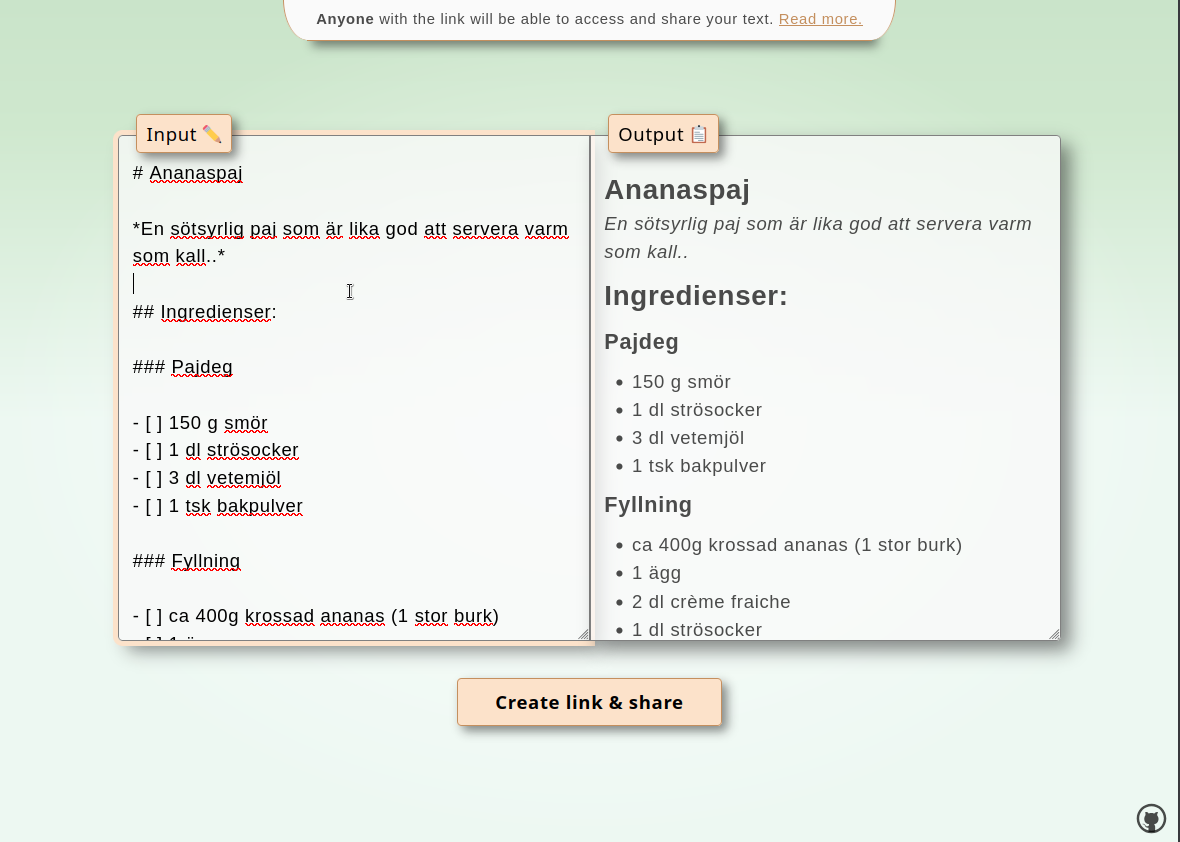 Anyone with the link will be able to access and share your text. Read more.
Input ✏️
# Ananaspaj
*En sötsyrlig paj som är lika god att servera varm
som kall..*
## Ingredienser:
### Pajdeg
- [ ] 150 g smör
- [ ] 1 dl strösocker
- [ ] 3 dl vetemjöl
- [ ] 1 tsk bakpulver
### Fyllning
- [ ] ca 400g krossad ananas (1 stor burk)
Output 📋
Ananaspaj
En sötsyrlig paj som är lika god att servera varm
som kall..
Ingredienser:
Pajdeg
• 150 g smör
• 1 dl strösocker
• 3 dl vetemjöl
• 1 tsk bakpulver
Fyllning
• ca 400g krossad ananas (1 stor burk)
• 1 ägg
• 2 dl crème fraiche
• 1 dl strösocker
Create link & share